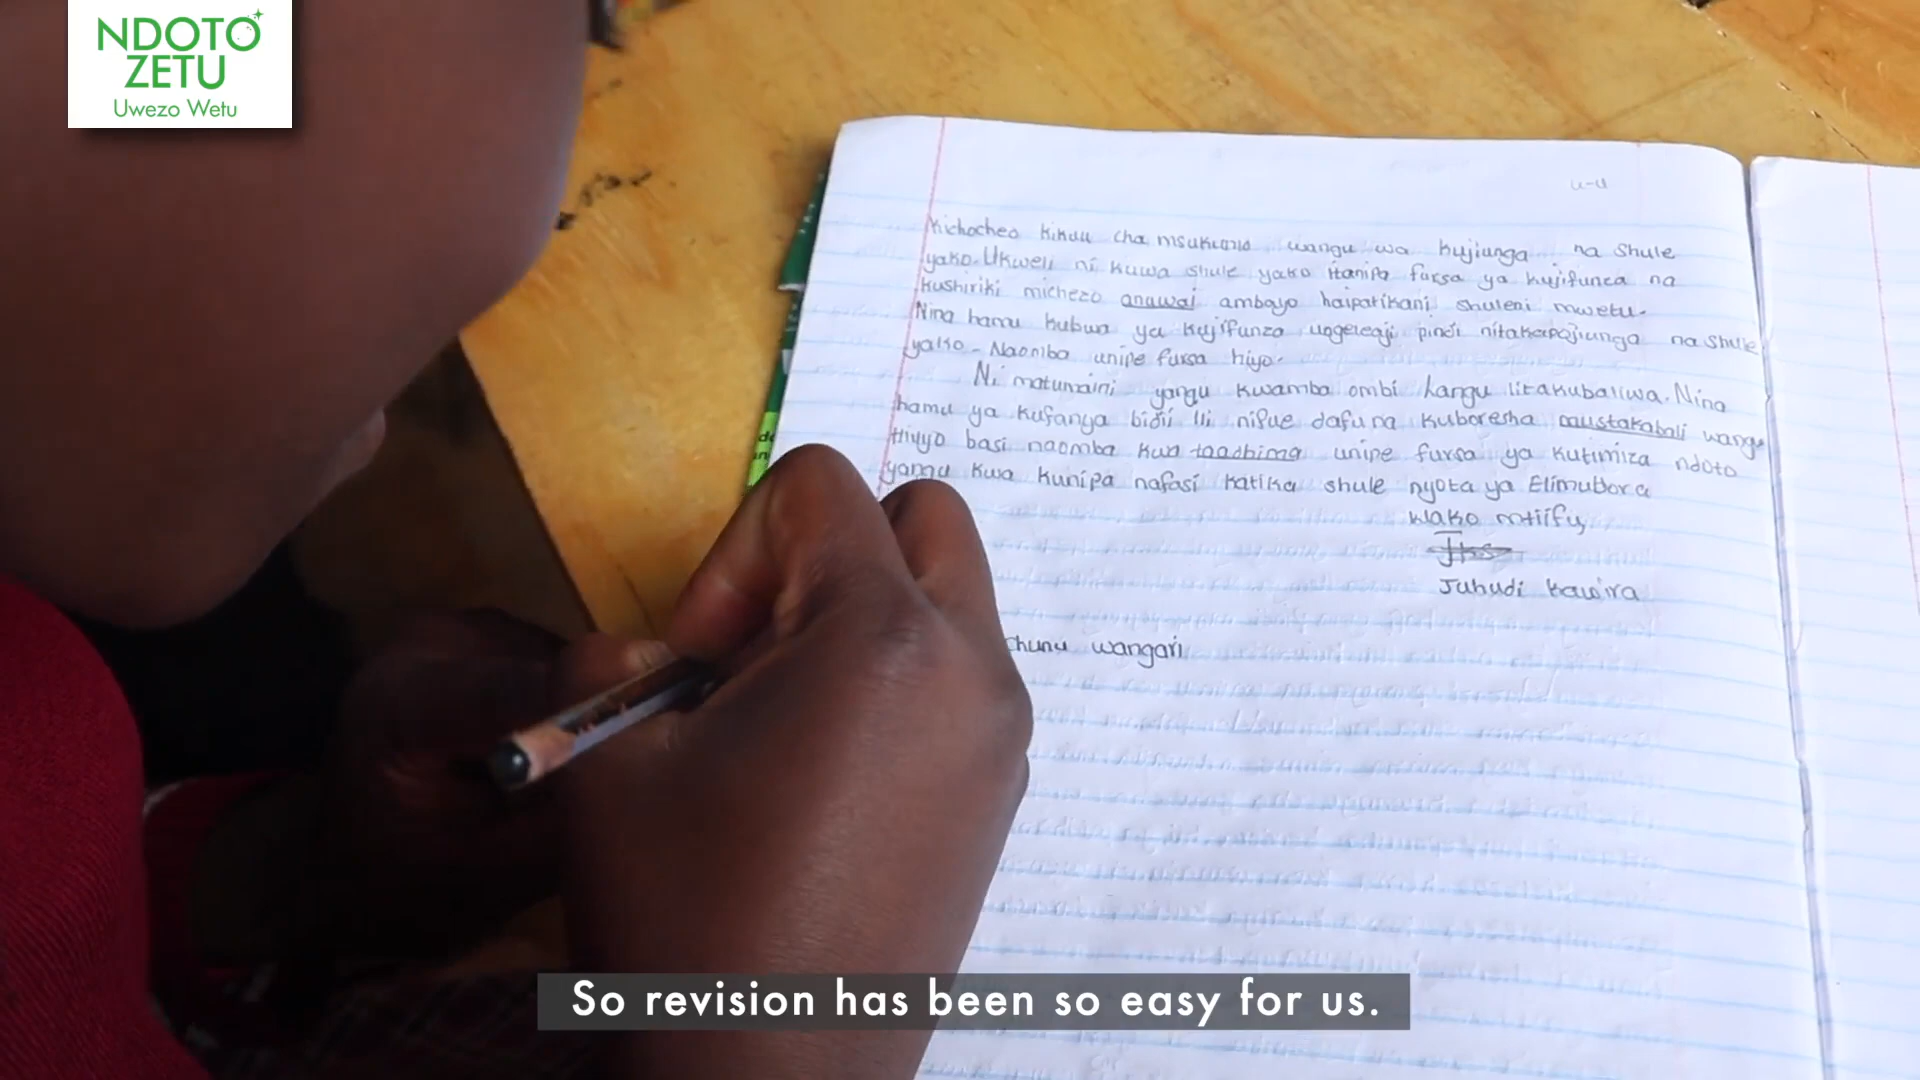 NDOTO
ZETU
Uwezo Wetu
Kichocheo kikuu cha msukumo wangu wa kujiunga na Shule
yako. Ukweli ni kuwa shule yako itanipa fursa ya kujifunza na
kushiriki michezo anuwai ambayo haipatikani shuleni mwetu.
Nina hamu kubwa ya kujifunza uogeleaji pindi nitakapojiunga na Shule
yako. Naomba unipe fursa hiyo.
Ni matumaini yangu kwamba ombi langu litakubaliwa. Nina
hamu ya kufanya bidii ili nifue dafu na kuboresha mustakabali wangu
Hivyo basi naomba kwa taadhima unipe fursa ya kutimiza ndoto
yangu kwa kunipa nafasi katika shule nyota ya Elimubora
Wako mtiifu,
Juhudi Kawira
chunu wangari
So revision has been so easy for us.